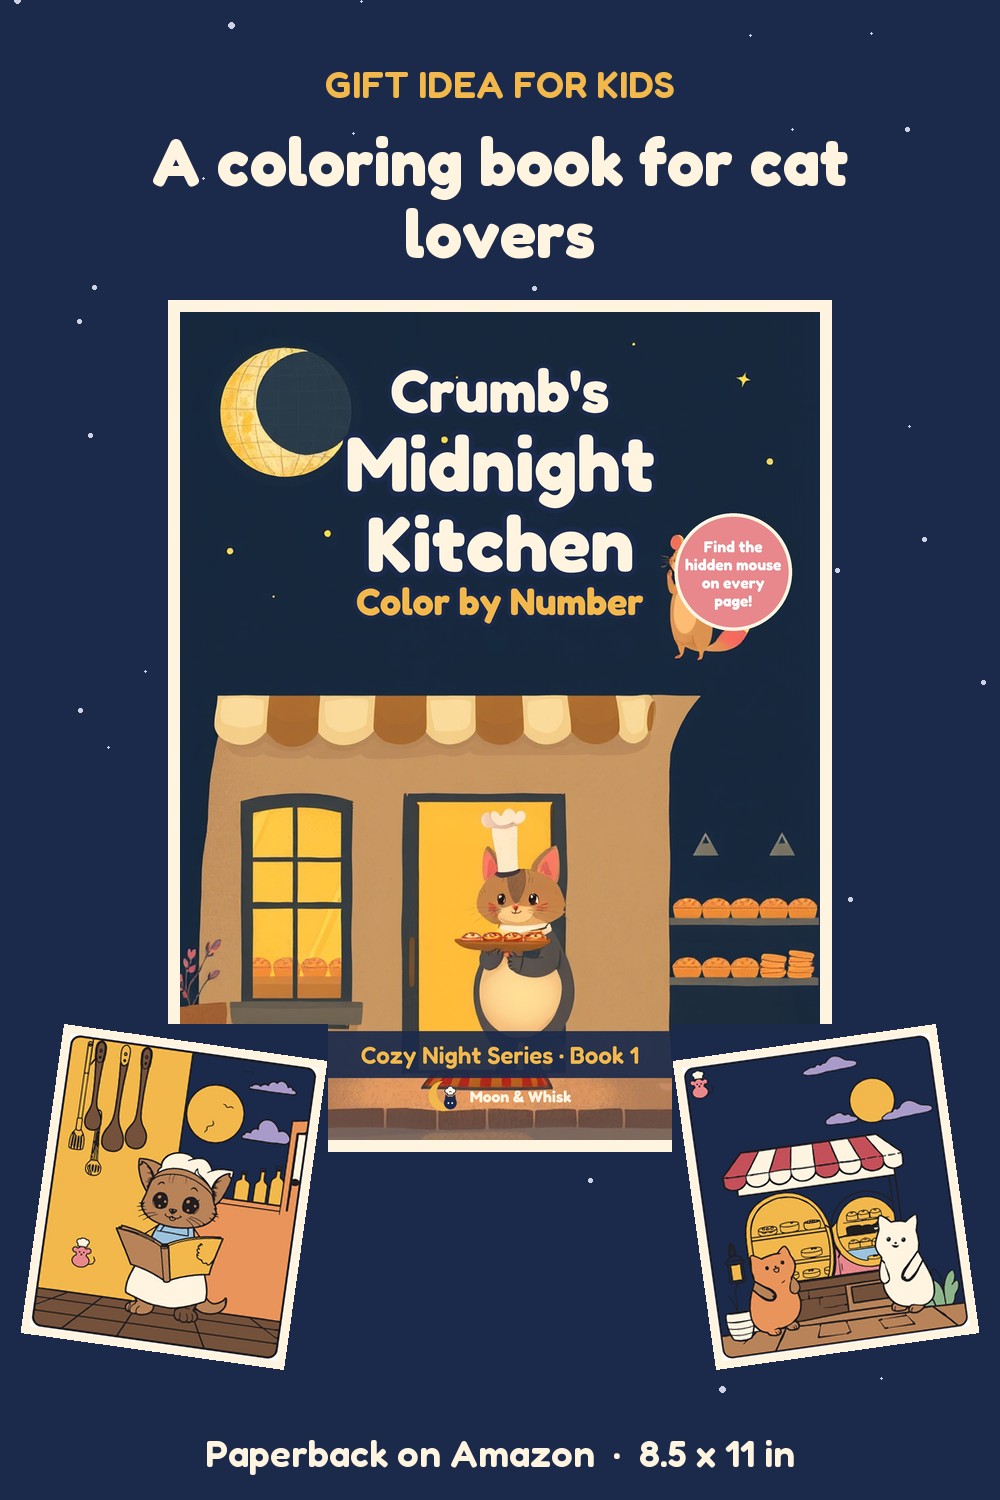 GIFT IDEA FOR KIDS
A coloring book for cat
lovers
Crumb's
Midnight
Kitchen
Color by Number
Find the
hidden mouse
on every
page!
Cozy Night Series · Book 1
Moon & Whisk
Paperback on Amazon · 8.5 x 11 in